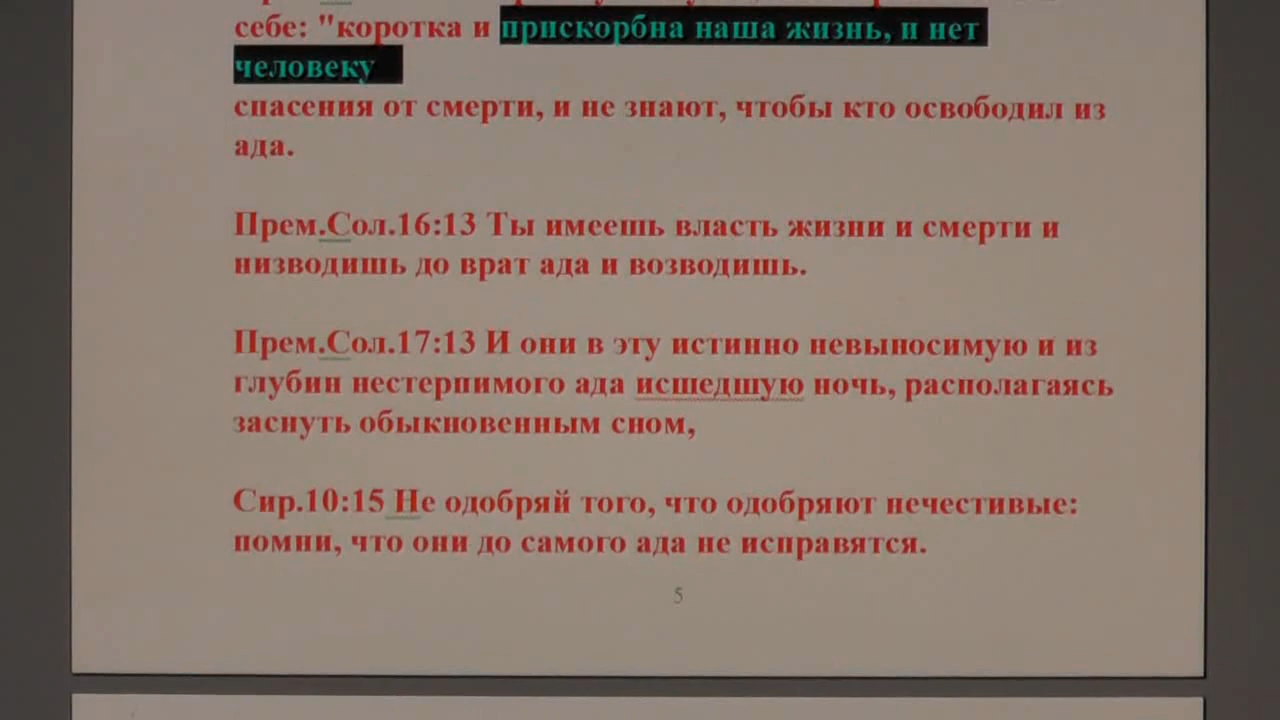 себе: "коротка и прискорбна наша жизнь, и нет
человеку
спасения от смерти, и не знают, чтобы кто освободил из
ада.
Прем.Сол.16:13 Ты имеешь власть жизни и смерти и
низводишь до врат ада и возводишь.
Прем.Сол.17:13 И они в эту истинно невыносимую и из
глубин нестерпимого ада исшедшую ночь, располагаясь
заснуть обыкновенным сном,
Сир.10:15 Не одобряй того, что одобряют нечестивые:
помни, что они до самого ада не исправятся.
5